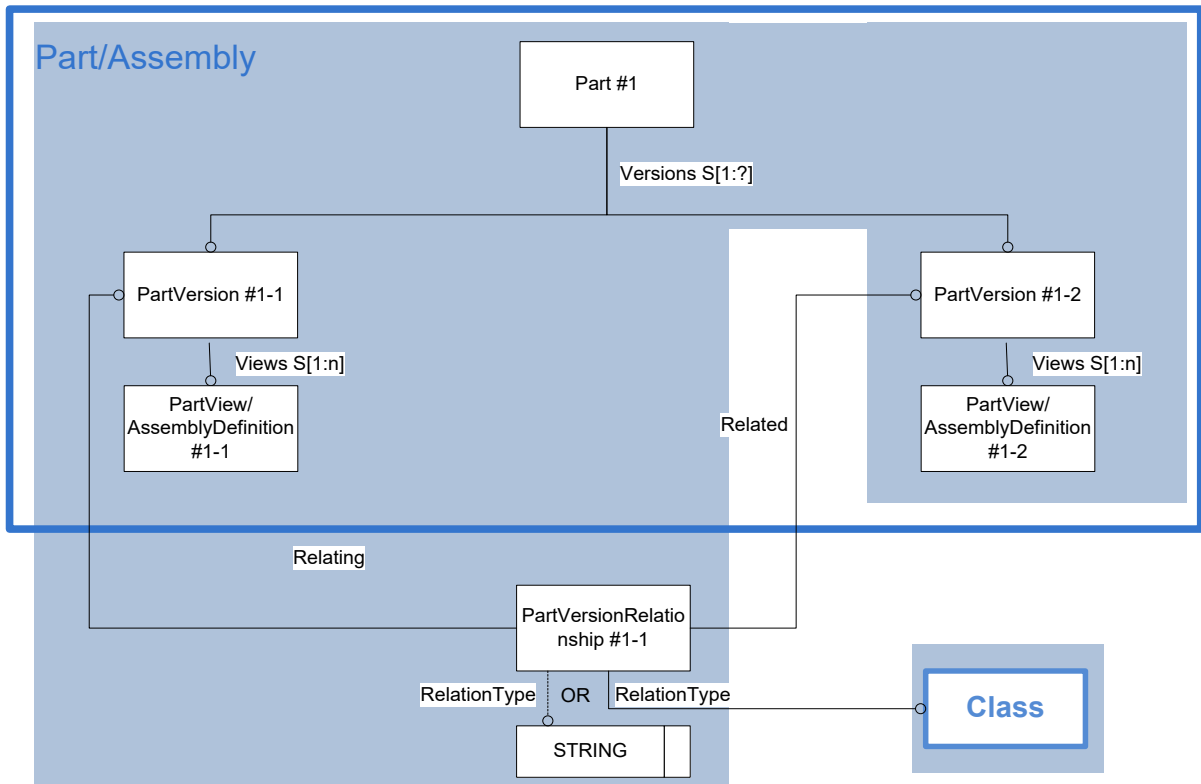 Part/Assembly
Part #1
Versions S[1:?]
PartVersion #1-1
PartVersion #1-2
Views S[1:n]
Views S[1:n]
PartView/
AssemblyDefinition
#1-1
PartView/
AssemblyDefinition
#1-2
Related
Relating
PartVersionRelatio
nship #1-1
RelationType
OR
RelationType
Class
STRING